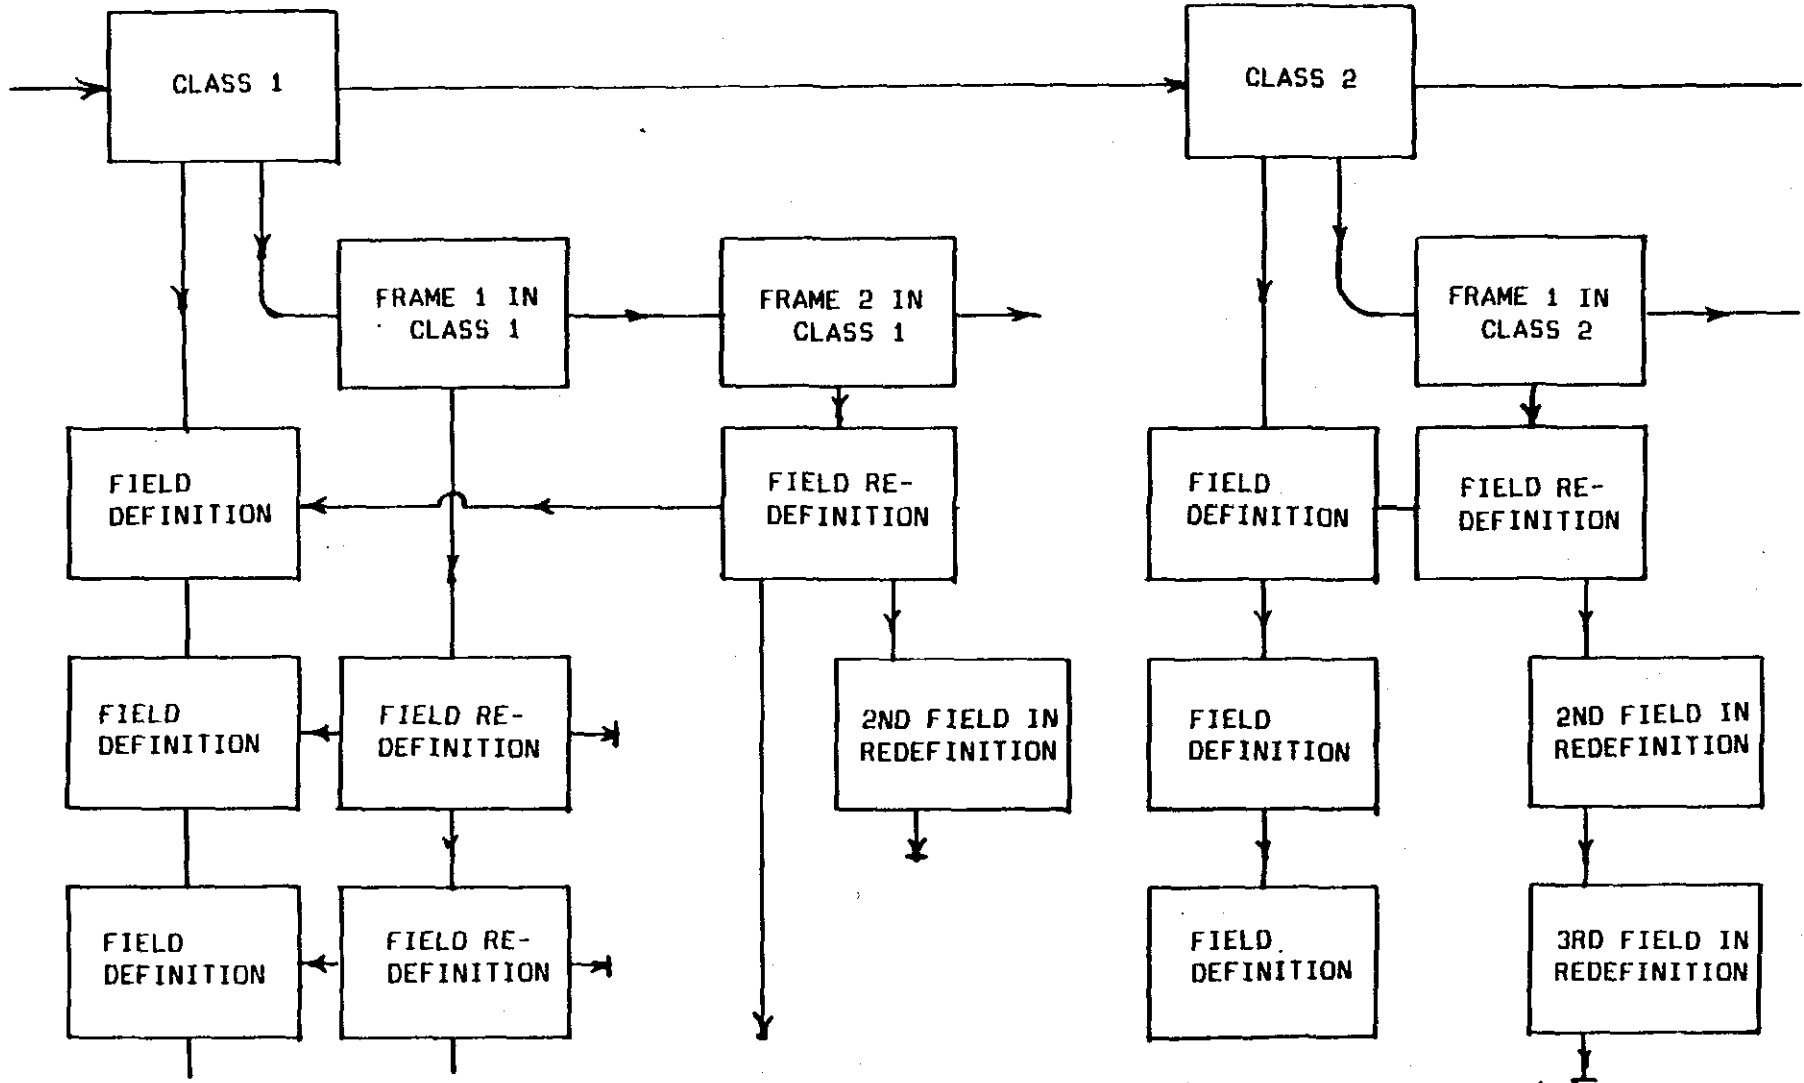 CLASS 1
CLASS 2
FRAME 1 IN
CLASS 1
FRAME 2 IN
CLASS 1
FRAME 1 IN
CLASS 2
FIELD
DEFINITION
FIELD RE-
DEFINITION
FIELD
DEFINITION
FIELD RE-
DEFINITION
FIELD
DEFINITION
FIELD RE-
DEFINITION
2ND FIELD IN
REDEFINITION
FIELD
DEFINITION
2ND FIELD IN
REDEFINITION
FIELD
DEFINITION
FIELD RE-
DEFINITION
FIELD
DEFINITION
3RD FIELD IN
REDEFINITION